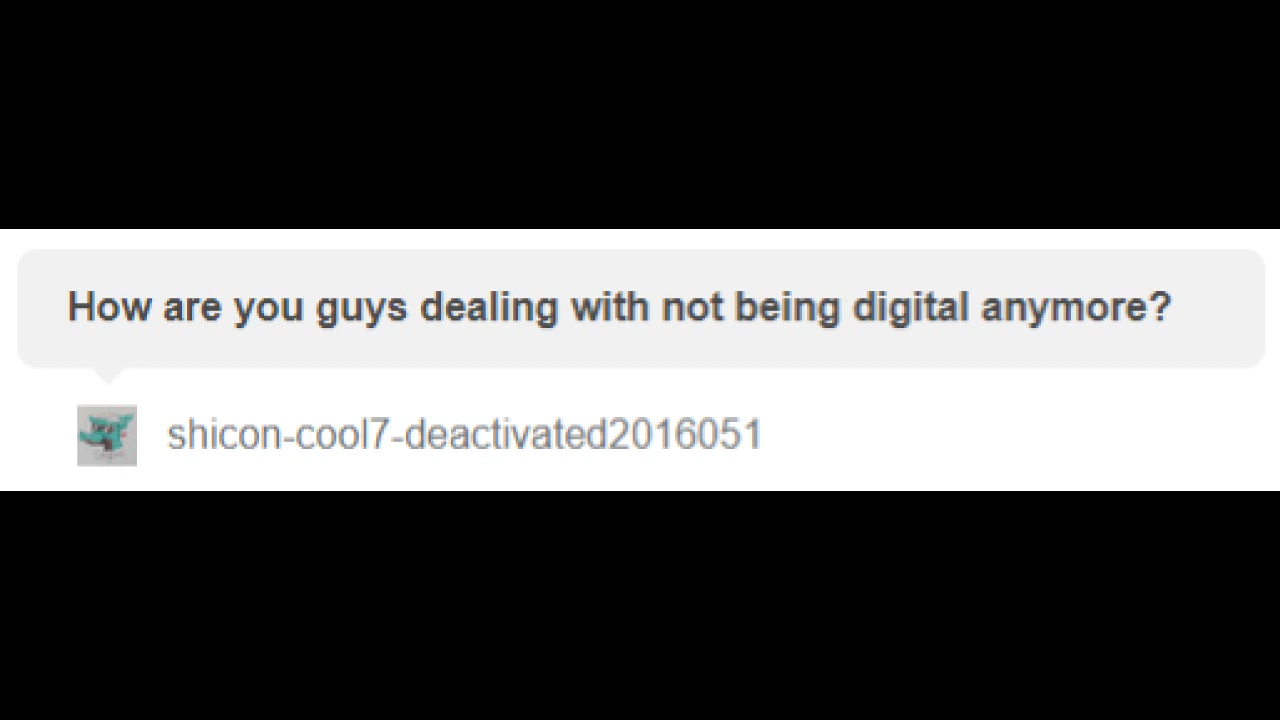 How are you guys dealing with not being digital anymore?
shicon-cool7-deactivated2016051